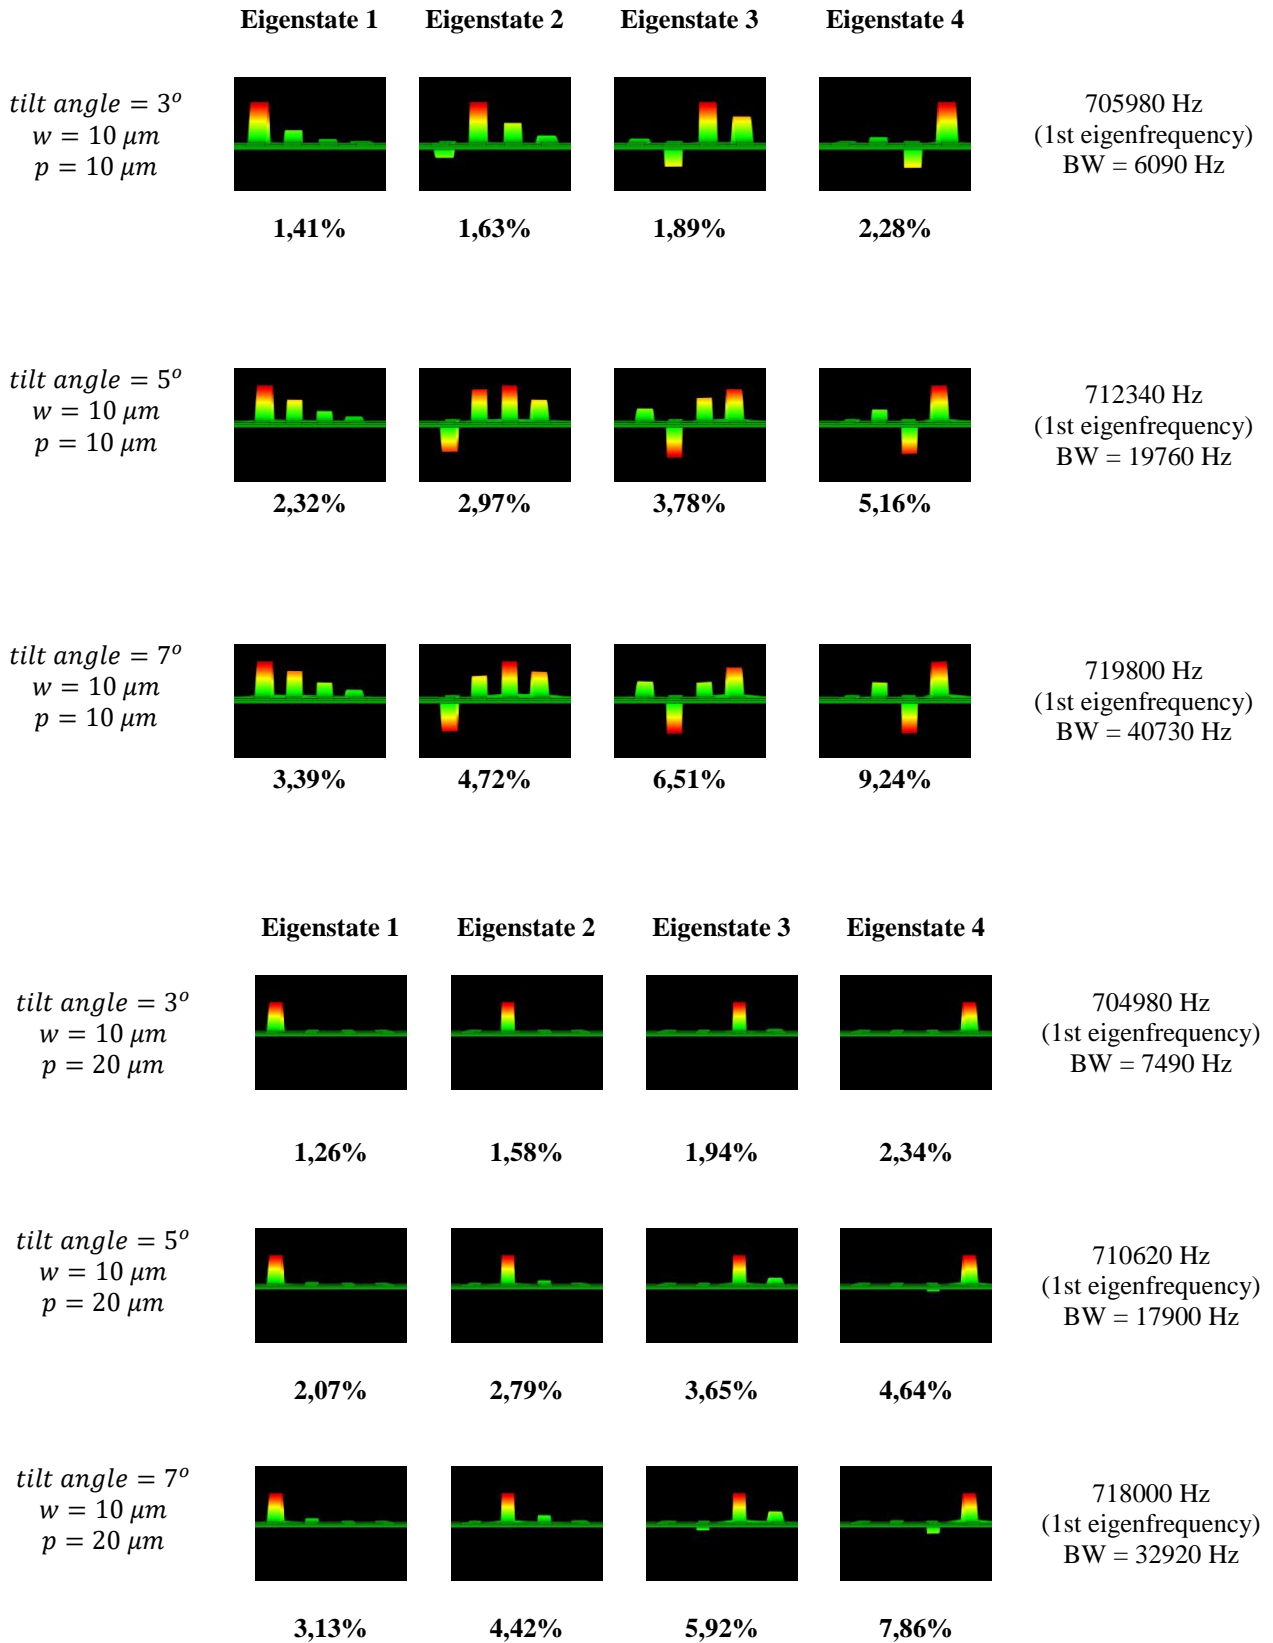 Eigenstate 1 Eigenstate 2 Eigenstate 3 Eigenstate 4
tilt angle = 3°
w = 10 μm
p = 10 μm
705980 Hz
(1st eigenfrequency)
BW = 6090 Hz
1,41% 1,63% 1,89% 2,28%
tilt angle = 5°
w = 10 μm
p = 10 μm
712340 Hz
(1st eigenfrequency)
BW = 19760 Hz
2,32% 2,97% 3,78% 5,16%
tilt angle = 7°
w = 10 μm
p = 10 μm
719800 Hz
(1st eigenfrequency)
BW = 40730 Hz
3,39% 4,72% 6,51% 9,24%
Eigenstate 1 Eigenstate 2 Eigenstate 3 Eigenstate 4
tilt angle = 3°
w = 10 μm
p = 20 μm
704980 Hz
(1st eigenfrequency)
BW = 7490 Hz
1,26% 1,58% 1,94% 2,34%
tilt angle = 5°
w = 10 μm
p = 20 μm
710620 Hz
(1st eigenfrequency)
BW = 17900 Hz
2,07% 2,79% 3,65% 4,64%
tilt angle = 7°
w = 10 μm
p = 20 μm
718000 Hz
(1st eigenfrequency)
BW = 32920 Hz
3,13% 4,42% 5,92% 7,86%